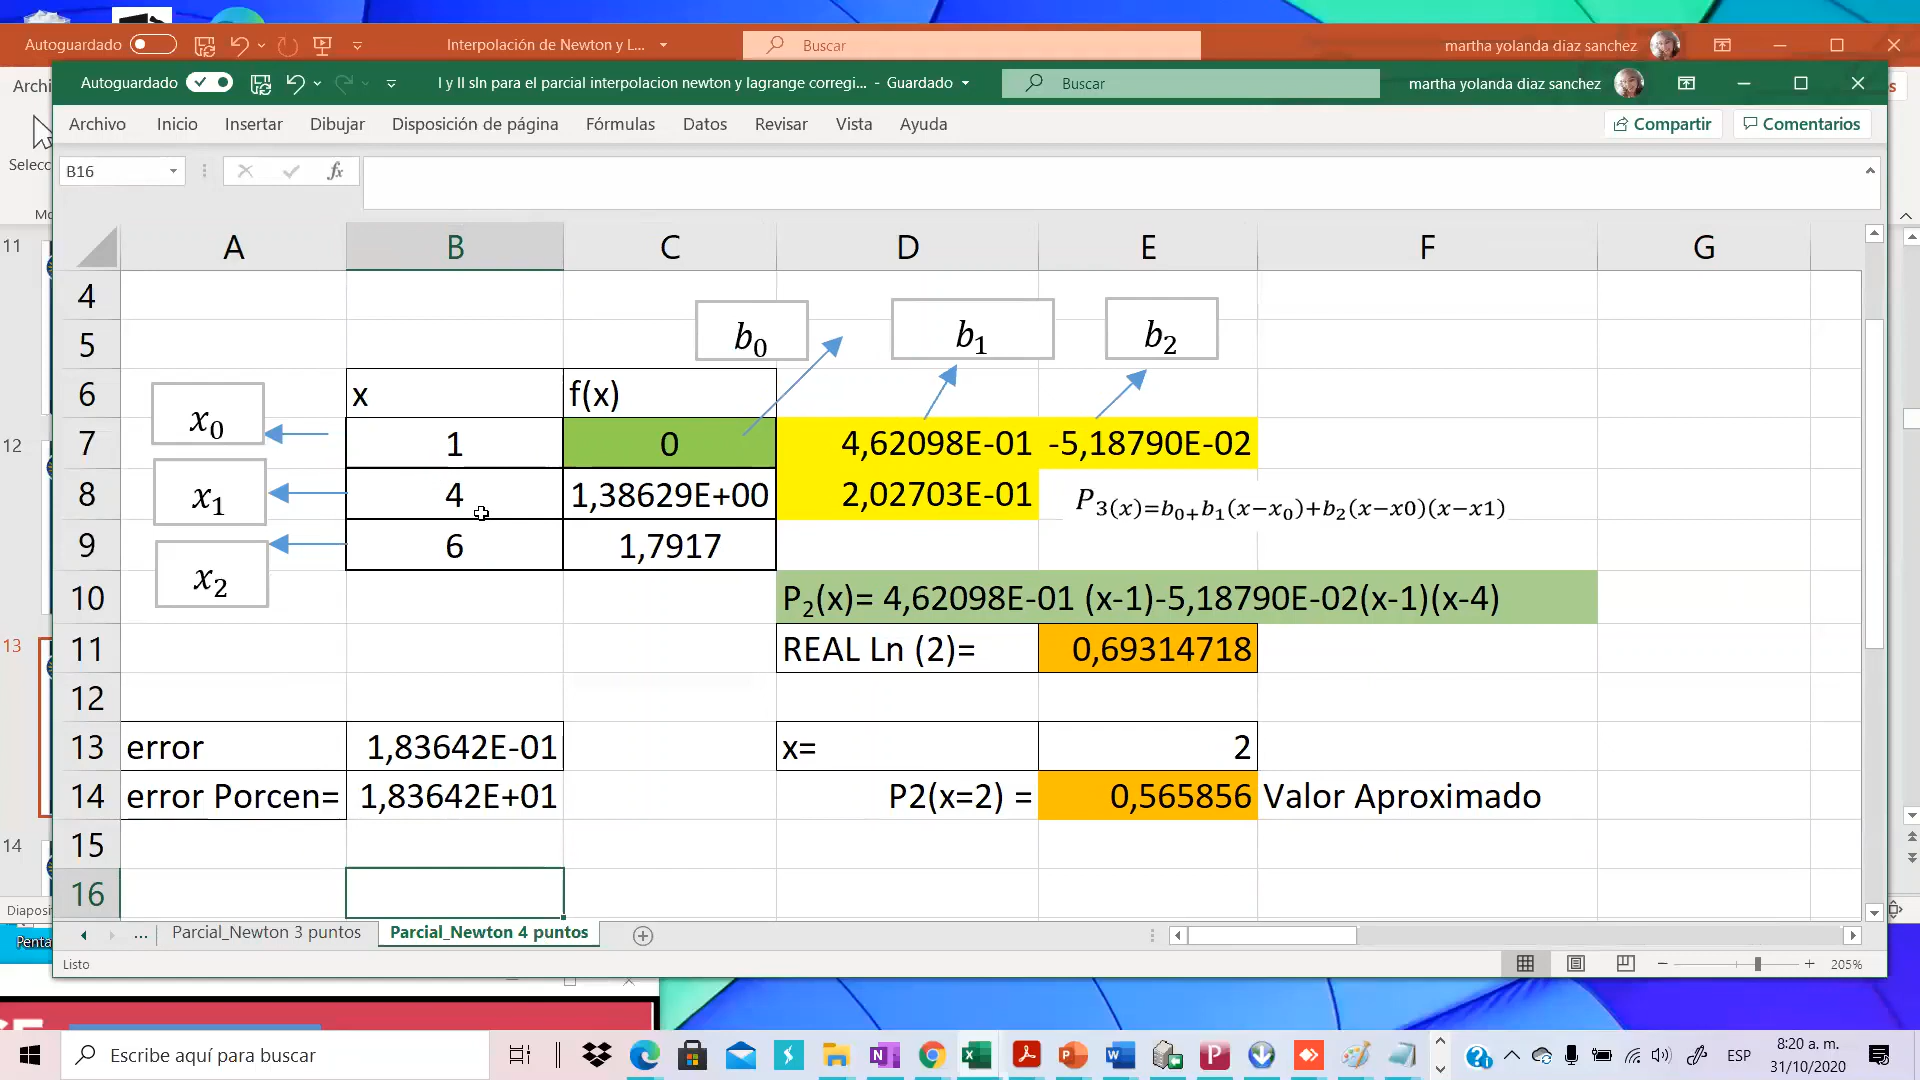 Autoguardado
Interpolación de Newton y L...
Buscar
martha yolanda diaz sanchez
Autoguardado
I y II sln para el parcial interpolacion newton y lagrange corregi... - Guardado
Buscar
martha yolanda diaz sanchez
Archivo Inicio Insertar Dibujar Disposición de página Fórmulas Datos Revisar Vista Ayuda
Compartir
Comentarios
B16
fx
A B C D E F G
4
b0 b1 b2
5
6 x f(x)
x0
7 1 0 4,62098E-01 -5,18790E-02
x1
8 4 1,38629E+00 2,02703E-01
P3(x)=b0+b1(x−x0)+b2(x−x0)(x−x1)
9 6 1,7917
x2
10 P2(x)= 4,62098E-01 (x-1)-5,18790E-02(x-1)(x-4)
11 REAL Ln (2)= 0,69314718
12
13 error 1,83642E-01 x= 2
14 error Porcen= 1,83642E+01 P2(x=2) = 0,565856 Valor Aproximado
15
16
11
12
13
14
... Parcial_Newton 3 puntos Parcial_Newton 4 puntos
Listo
205%
Escribe aquí para buscar
ESP
8:20 a. m.
31/10/2020